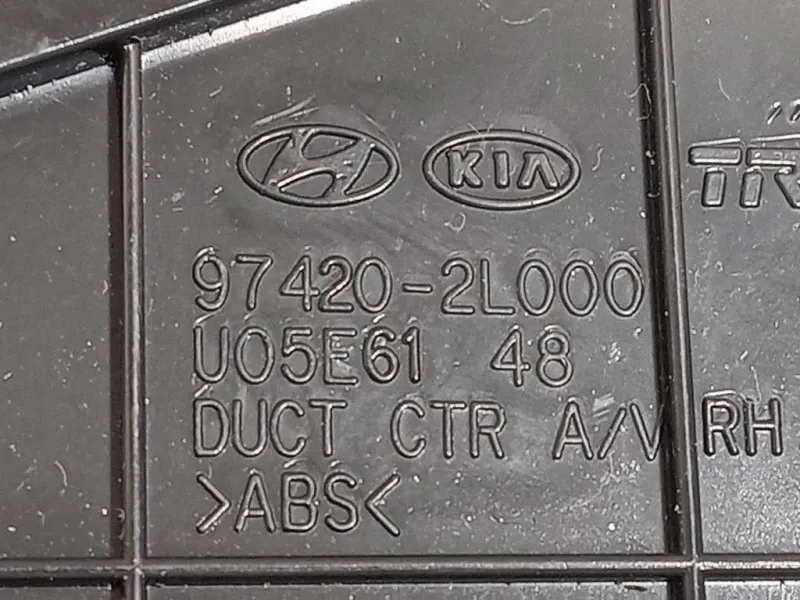 KIA
97420-2L000
U05E61 48
DUCT CTR A/V RH
>ABS<